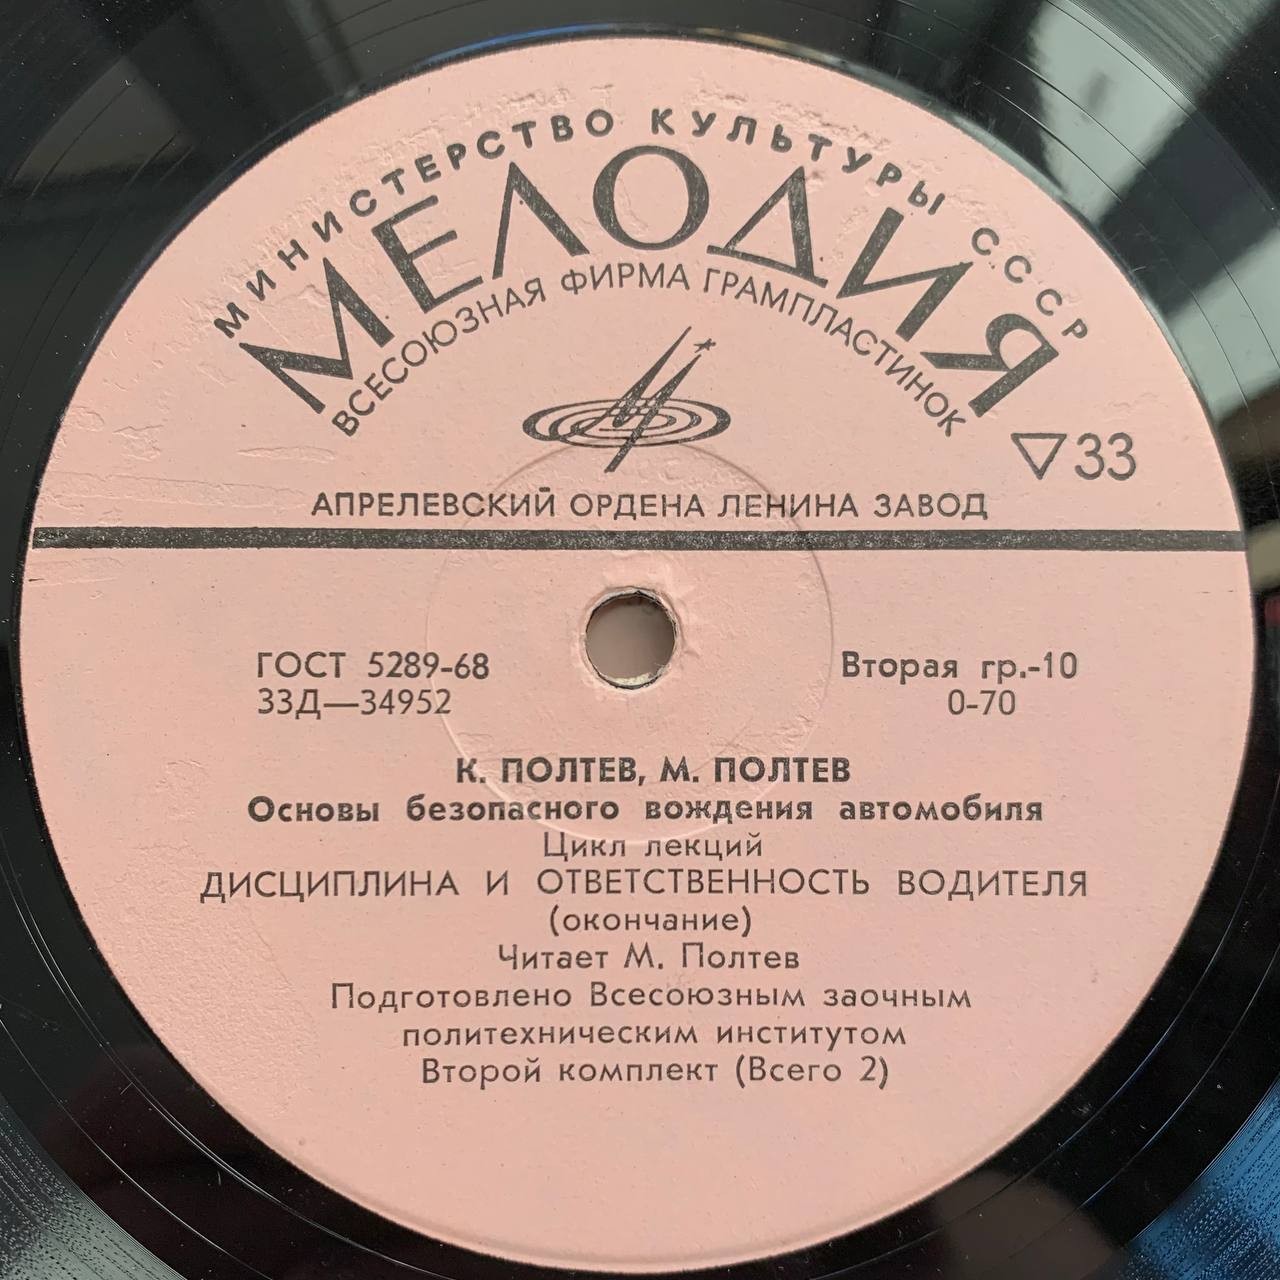 МИНИСТЕРСТВО КУЛЬТУРЫ СССР
МЕЛОДИЯ
ВСЕСОЮЗНАЯ ФИРМА ГРАМПЛАСТИНОК
33
АПРЕЛЕВСКИЙ ОРДЕНА ЛЕНИНА ЗАВОД
ГОСТ 5289-68
33Д—34952
Вторая гр.-10
0-70
К. ПОЛТЕВ, М. ПОЛТЕВ
Основы безопасного вождения автомобиля
Цикл лекций
ДИСЦИПЛИНА И ОТВЕТСТВЕННОСТЬ ВОДИТЕЛЯ
(окончание)
Читает М. Полтев
Подготовлено Всесоюзным заочным
политехническим институтом
Второй комплект (Всего 2)